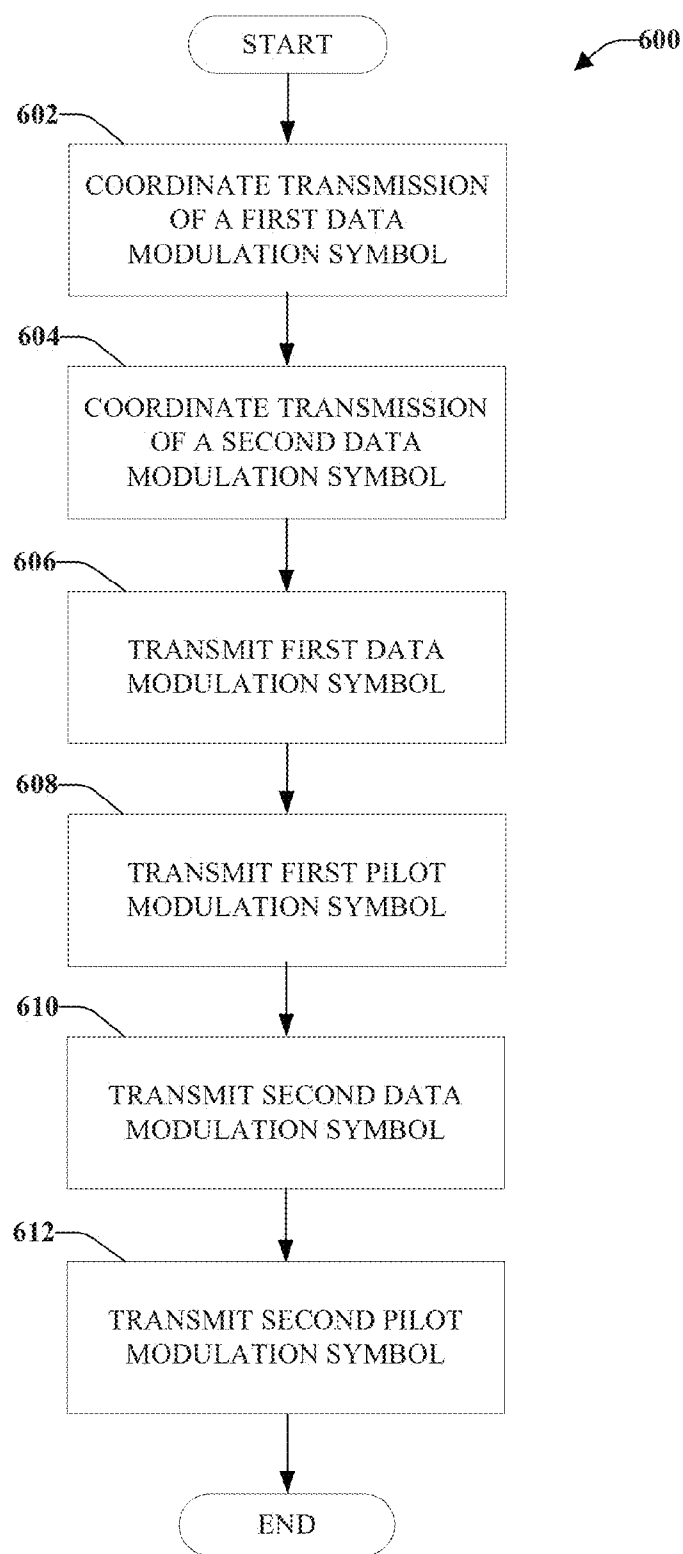 START
600
602
COORDINATE TRANSMISSION
OF A FIRST DATA
MODULATION SYMBOL
604
COORDINATE TRANSMISSION
OF A SECOND DATA
MODULATION SYMBOL
606
TRANSMIT FIRST DATA
MODULATION SYMBOL
608
TRANSMIT FIRST PILOT
MODULATION SYMBOL
610
TRANSMIT SECOND DATA
MODULATION SYMBOL
612
TRANSMIT SECOND PILOT
MODULATION SYMBOL
END